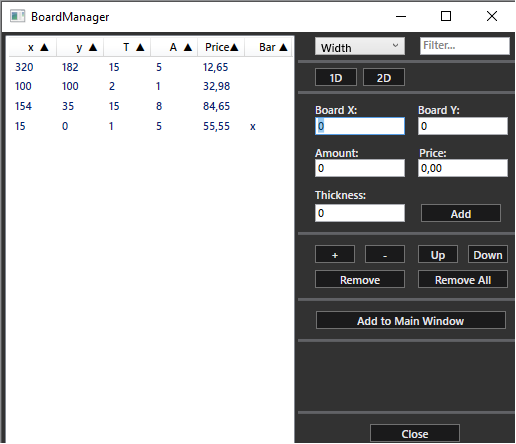 BoardManager
x ▲ y ▲ T ▲ A ▲ Price▲ Bar ▲
320 182 15 5 12,65
100 100 2 1 32,98
154 35 15 8 84,65
15 0 1 5 55,55 x
Width Filter...
1D 2D
Board X: Board Y:
0 0
Amount: Price:
0 0,00
Thickness:
0 Add
+ - Up Down
Remove Remove All
Add to Main Window
Close